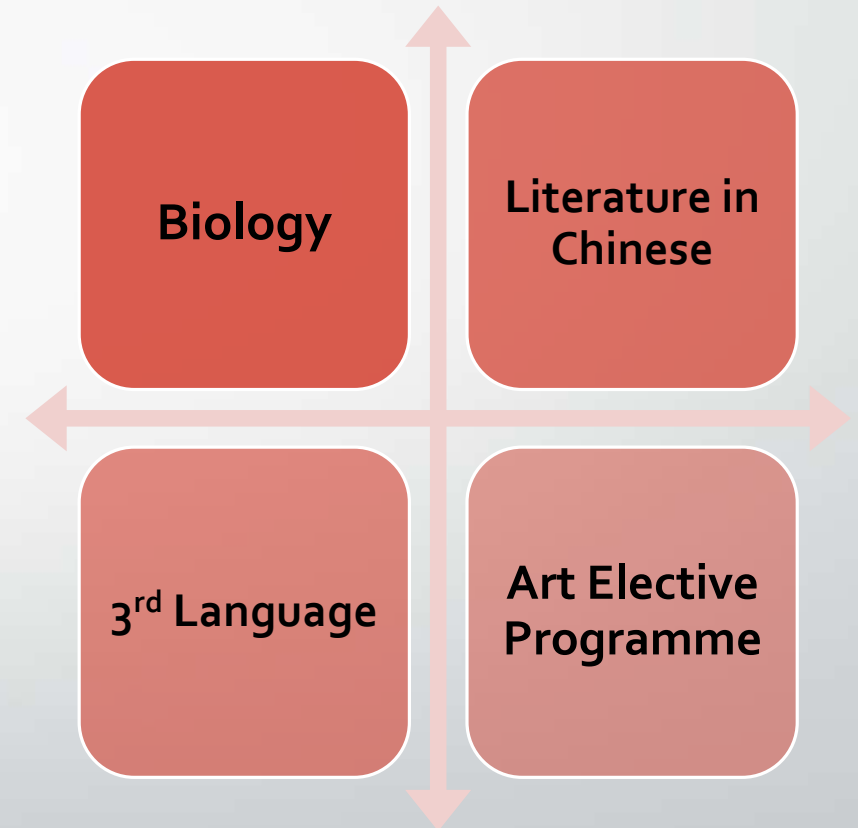 Biology
Literature in
Chinese
3rd Language
Art Elective
Programme